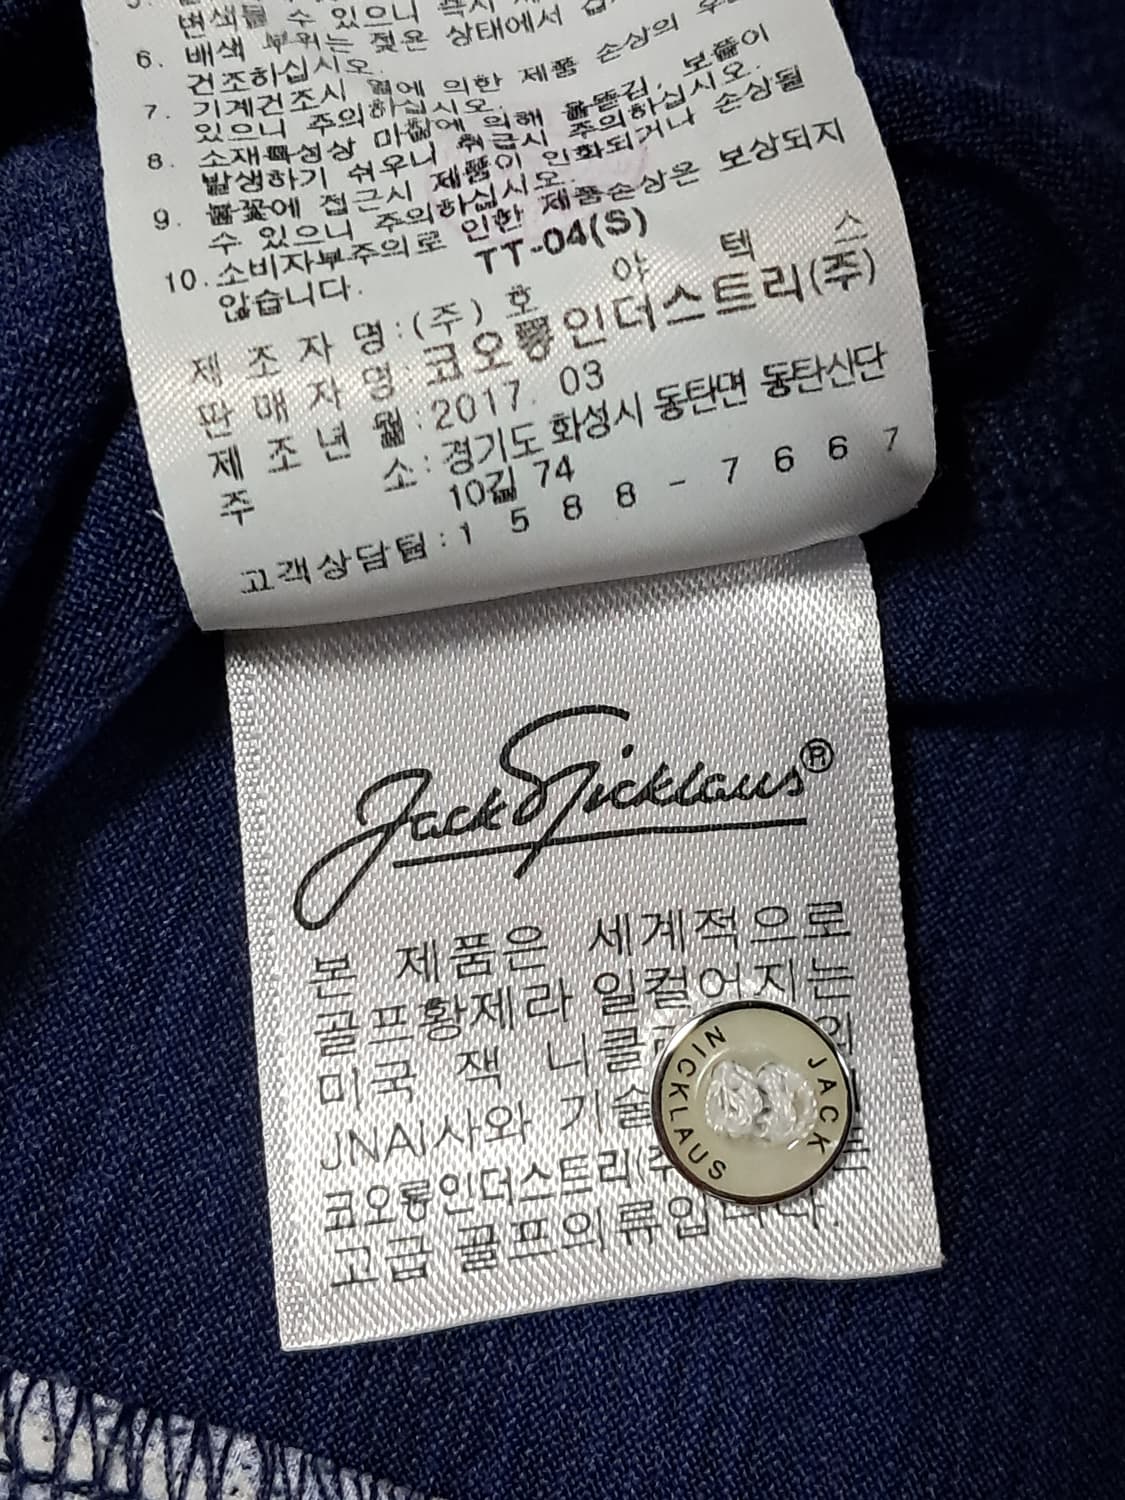 변색될 수 있으니 즉시
6. 배색 부위는 젖은 상태에서
건조하십시오.
7. 기계건조시 열에 의한 제품 손상의
있으니 주의하십시오.
8. 소재특성상 마찰에 의해 올뜯김, 보풀이
발생하기 쉬우니 취급시 주의하십시오.
9. 불꽃에 접근시 제품이 인화되거나 손상될
수 있으니 주의하십시오.
10. 소비자부주의로 인한 제품손상은 보상되지
않습니다.
TT-04(S)
제 조 자 명:(주) 호 야 텍 스
판 매 자 명:코오롱인더스트리(주)
제 조 년 월:2017. 03
주 소:경기도 화성시 동탄면 동탄신단
10길 74
고객상담팀:1 5 8 8 - 7 6 6 7
Jack Nicklaus®
본 제품은 세계적으로
골프황제라 일컬어지는
미국 잭 니클
JNAI사와 기술
코오롱인더스트리(주
고급 골프의류입니다.
JACK
NICKLAUS